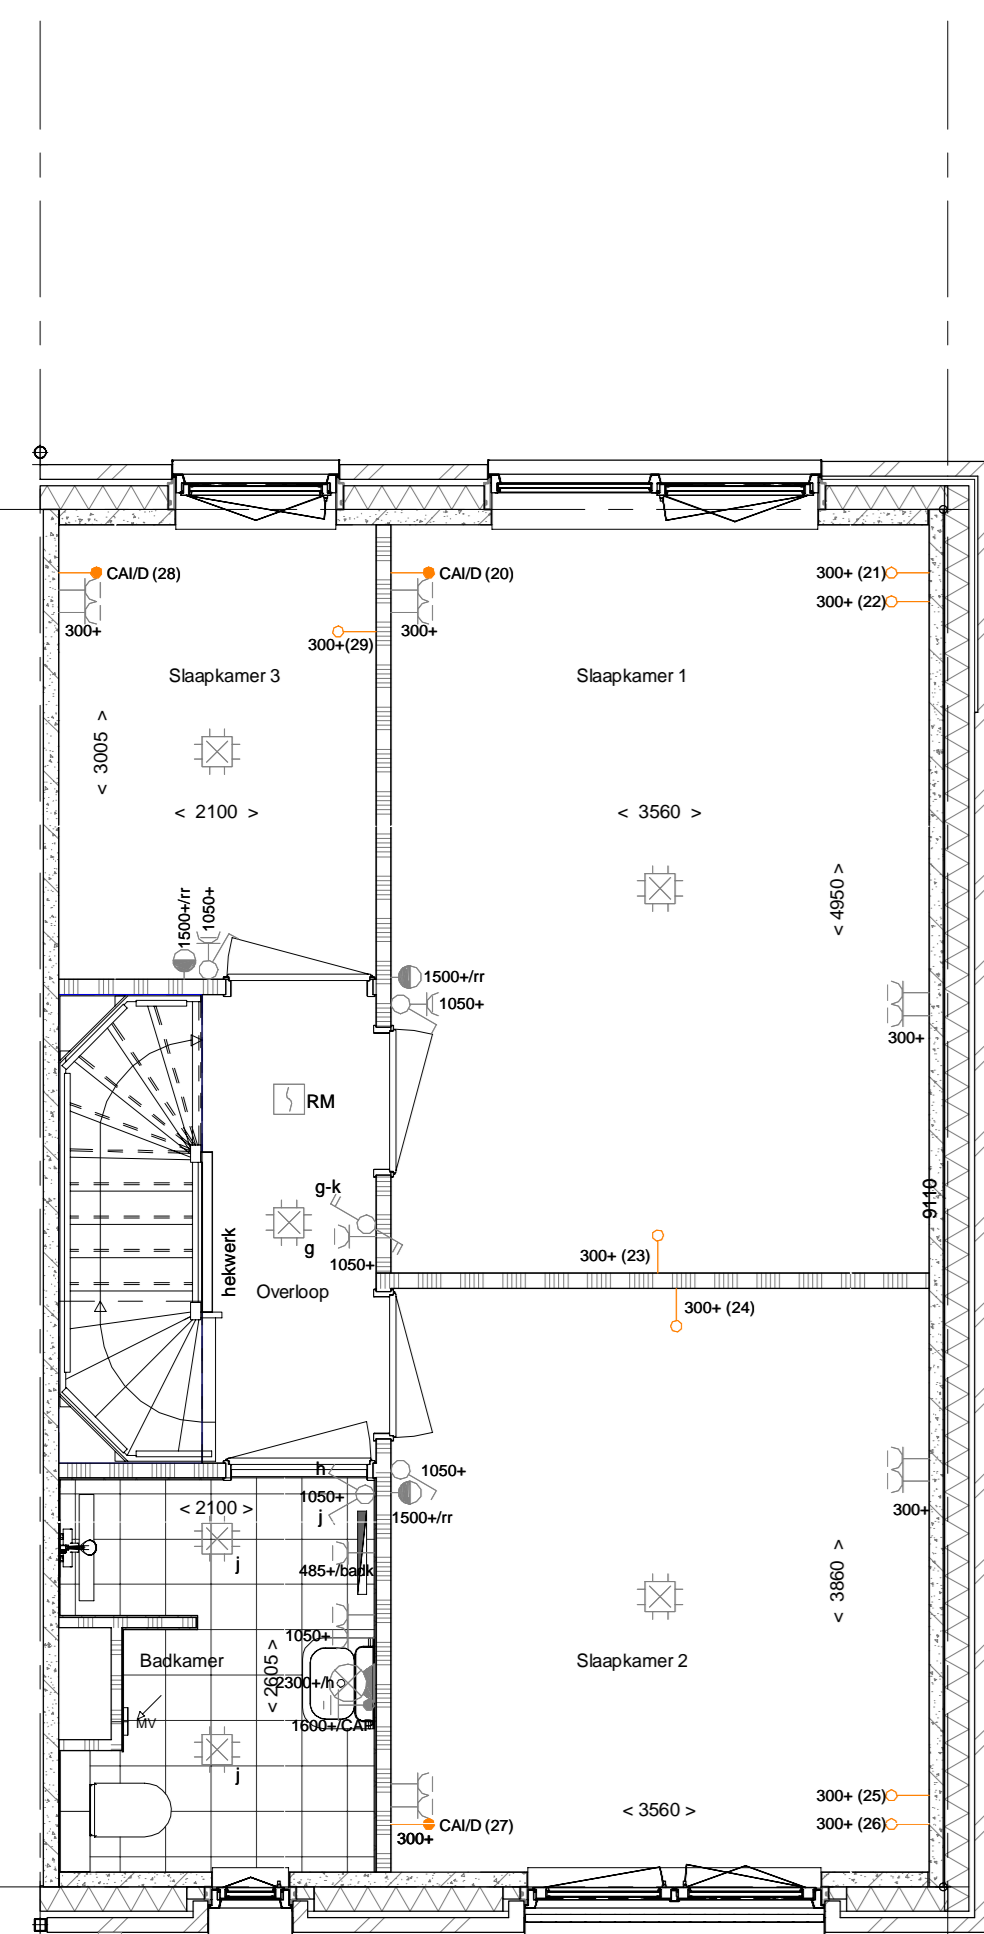 CAI/D (28)
CAI/D (20)
300+ (21)
300+ (22)
300+
300+
300+(29)
Slaapkamer 3
Slaapkamer 1
< 3005 >
< 2100 >
< 3560 >
< 4950 >
1500+/rr
1050+
1500+/rr
1050+
300+
RM
g-k
g
1050+
hekwerk
Overloop
9110
300+ (23)
300+ (24)
h
1050+
j
1050+
1500+/rr
300+
< 2100 >
j
485+/badk
1050+
< 3860 >
Badkamer
< 2605 >
2300+/h
Slaapkamer 2
1600+/CAP
MV
j
300+ (25)
300+ (26)
< 3560 >
CAI/D (27)
300+